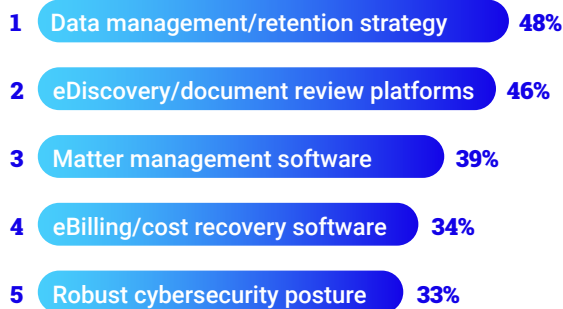 1 Data management/retention strategy 48%
2 eDiscovery/document review platforms 46%
3 Matter management software 39%
4 eBilling/cost recovery software 34%
5 Robust cybersecurity posture 33%